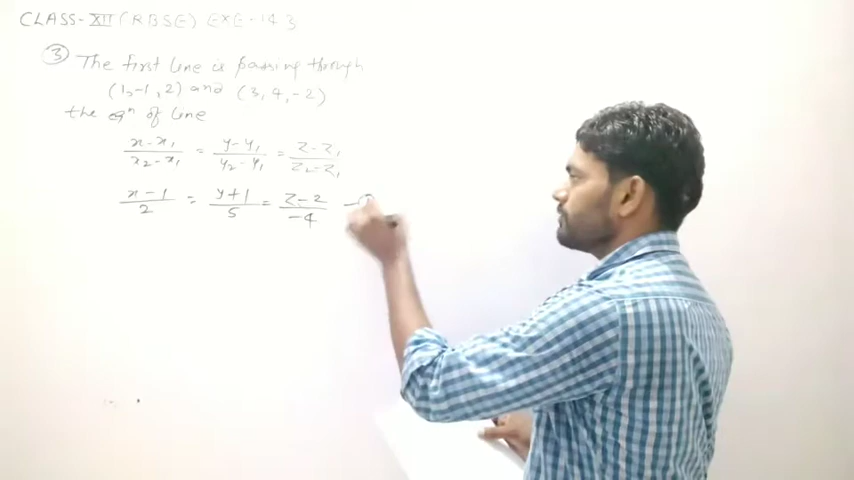 CLASS-XII (RBSE) EXE-14.3
③ The first line is passing through
(1,-1, 2) and (3, 4, -2)
the eqⁿ of line
(x-x₁)/(x₂-x₁) = (y-y₁)/(y₂-y₁) = (z-z₁)/(z₂-z₁)
(x-1)/2 = (y+1)/5 = (z-2)/-4